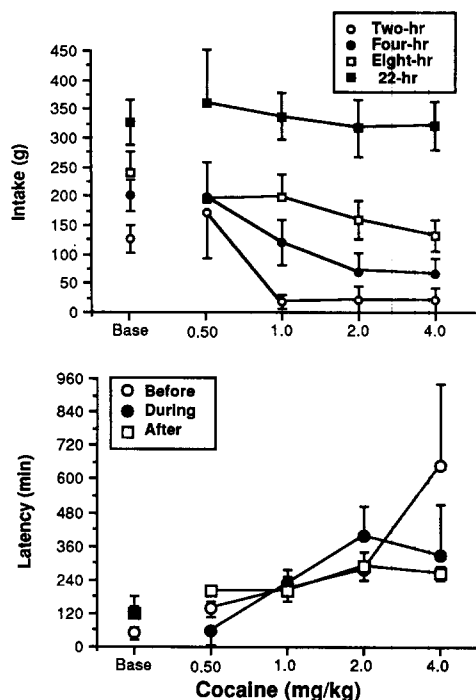 Two-hr
Four-hr
Eight-hr
22-hr
450
400
350
300
250
200
150
100
50
0
Intake (g)
Base
0.50
1.0
2.0
4.0
Before
During
After
960
840
720
600
480
360
240
120
0
Latency (min)
Base
0.50
1.0
2.0
4.0
Cocaine (mg/kg)